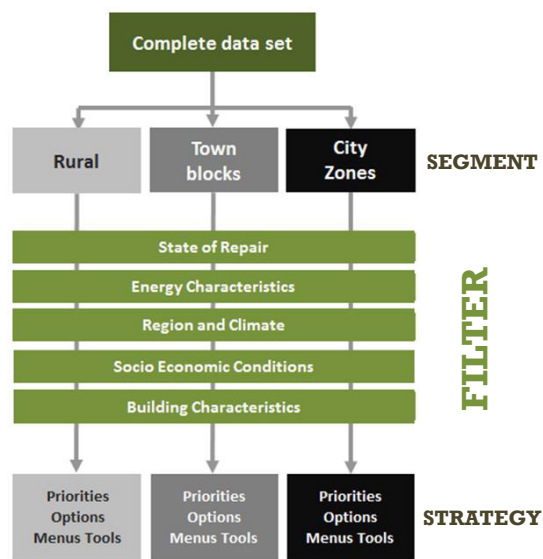 Complete data set
Rural
Town
blocks
City
Zones
SEGMENT
State of Repair
Energy Characteristics
Region and Climate
Socio Economic Conditions
Building Characteristics
FILTER
Priorities
Options
Menus Tools
Priorities
Options
Menus Tools
Priorities
Options
Menus Tools
STRATEGY